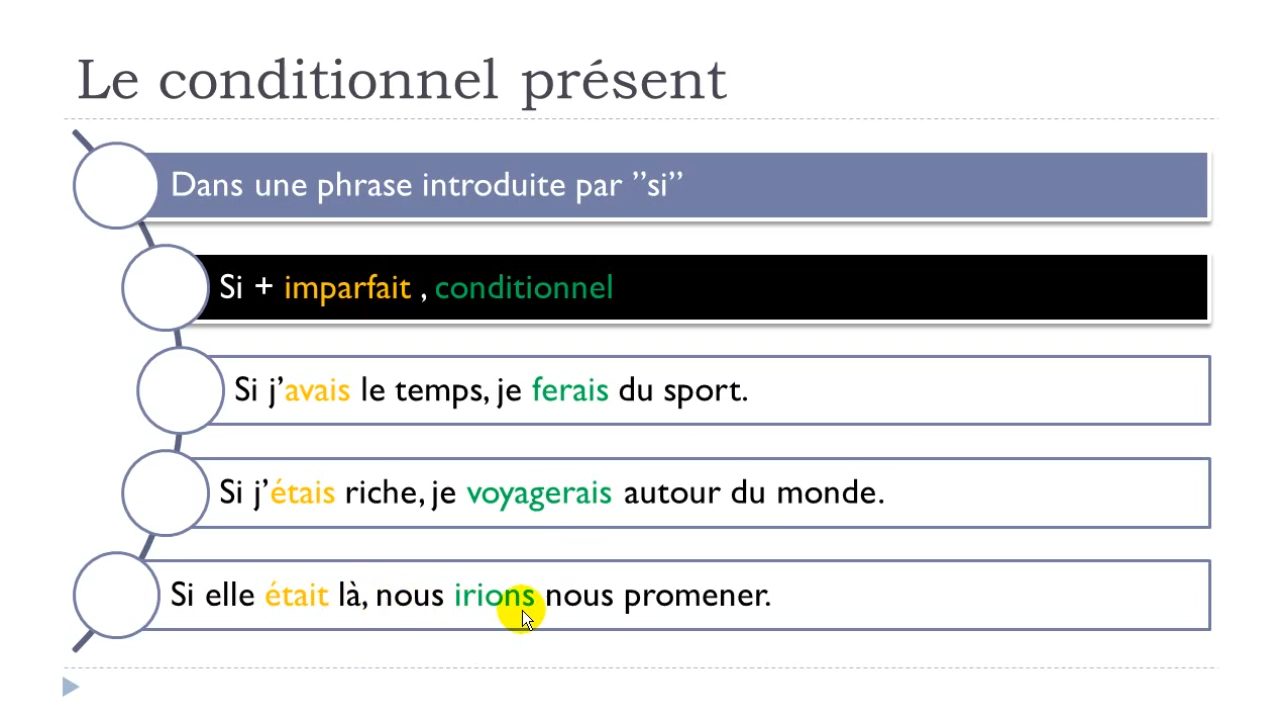 Le conditionnel présent
Dans une phrase introduite par ”si”
Si + imparfait , conditionnel
Si j’avais le temps, je ferais du sport.
Si j’étais riche, je voyagerais autour du monde.
Si elle était là, nous irions nous promener.